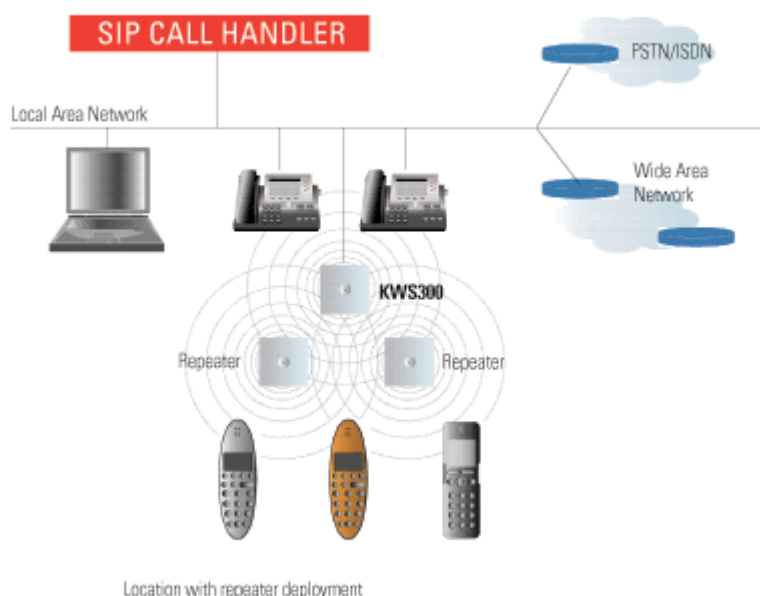 SIP CALL HANDLER
PSTN/ISDN
Local Area Network
Wide Area
Network
KWS300
Repeater
Repeater
Location with repeater deployment